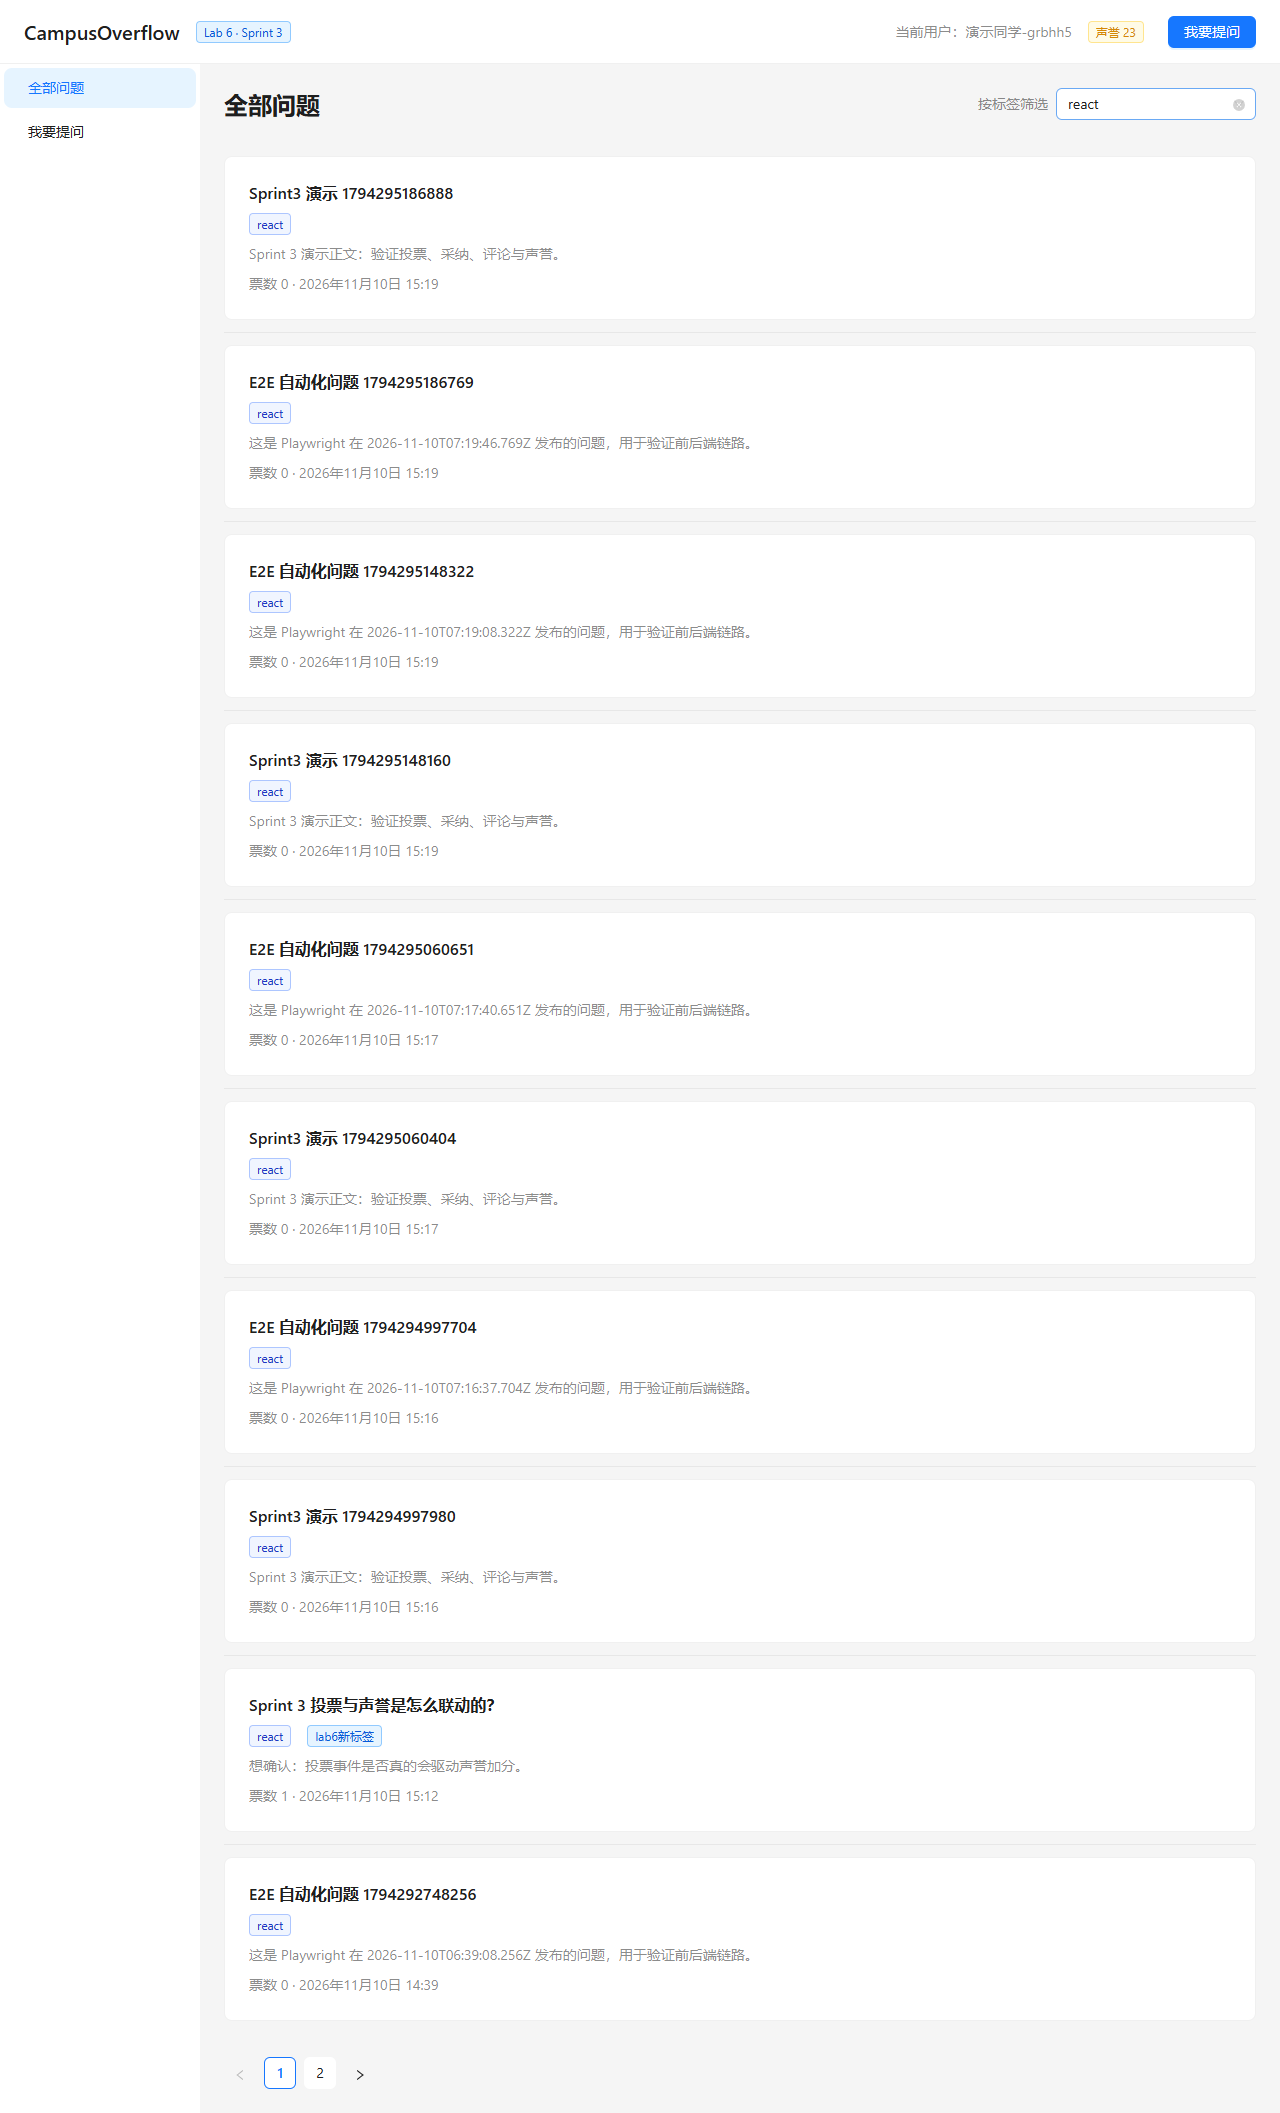 CampusOverflow
Lab 6 · Sprint 3
当前用户：演示同学-grbhh5
声誉 23
我要提问
全部问题
我要提问
全部问题
按标签筛选
react
Sprint3 演示 1794295186888
react
Sprint 3 演示正文：验证投票、采纳、评论与声誉。
票数 0 · 2026年11月10日 15:19
E2E 自动化问题 1794295186769
react
这是 Playwright 在 2026-11-10T07:19:46.769Z 发布的问题，用于验证前后端链路。
票数 0 · 2026年11月10日 15:19
E2E 自动化问题 1794295148322
react
这是 Playwright 在 2026-11-10T07:19:08.322Z 发布的问题，用于验证前后端链路。
票数 0 · 2026年11月10日 15:19
Sprint3 演示 1794295148160
react
Sprint 3 演示正文：验证投票、采纳、评论与声誉。
票数 0 · 2026年11月10日 15:19
E2E 自动化问题 1794295060651
react
这是 Playwright 在 2026-11-10T07:17:40.651Z 发布的问题，用于验证前后端链路。
票数 0 · 2026年11月10日 15:17
Sprint3 演示 1794295060404
react
Sprint 3 演示正文：验证投票、采纳、评论与声誉。
票数 0 · 2026年11月10日 15:17
E2E 自动化问题 1794294997704
react
这是 Playwright 在 2026-11-10T07:16:37.704Z 发布的问题，用于验证前后端链路。
票数 0 · 2026年11月10日 15:16
Sprint3 演示 1794294997980
react
Sprint 3 演示正文：验证投票、采纳、评论与声誉。
票数 0 · 2026年11月10日 15:16
Sprint 3 投票与声誉是怎么联动的？
react lab6新标签
想确认：投票事件是否真的会驱动声誉加分。
票数 1 · 2026年11月10日 15:12
E2E 自动化问题 1794292748256
react
这是 Playwright 在 2026-11-10T06:39:08.256Z 发布的问题，用于验证前后端链路。
票数 0 · 2026年11月10日 14:39
1 2